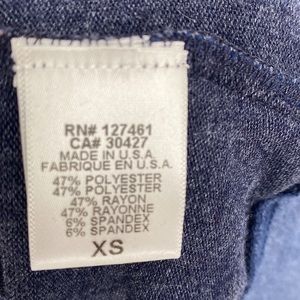 RN# 127461
CA# 30427
MADE IN U.S.A.
FABRIQUE EN U.S.A.
47% POLYESTER
47% POLYESTER
47% RAYON
47% RAYONNE
6% SPANDEX
6% SPANDEX
XS